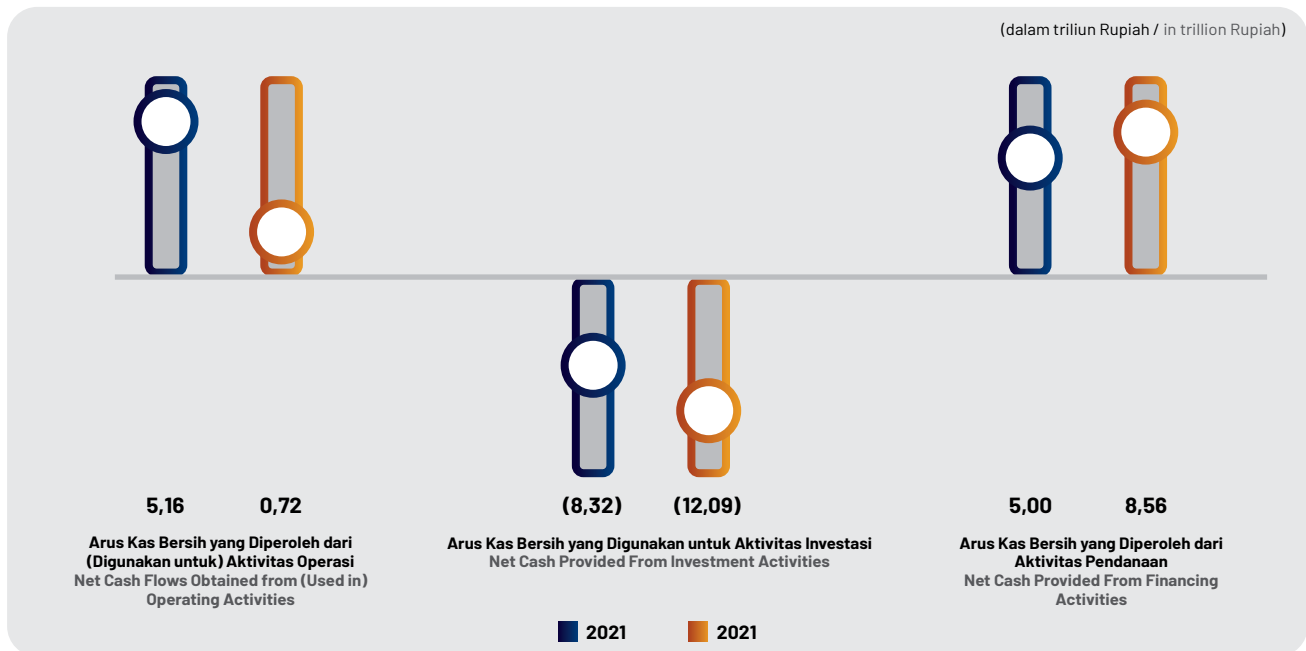 (dalam triliun Rupiah / in trillion Rupiah)
5,16
0,72
(8,32)
(12,09)
5,00
8,56
Arus Kas Bersih yang Diperoleh dari
(Digunakan untuk) Aktivitas Operasi
Net Cash Flows Obtained from (Used in)
Operating Activities
Arus Kas Bersih yang Digunakan untuk Aktivitas Investasi
Net Cash Provided From Investment Activities
Arus Kas Bersih yang Diperoleh dari
Aktivitas Pendanaan
Net Cash Provided From Financing
Activities
2021
2021